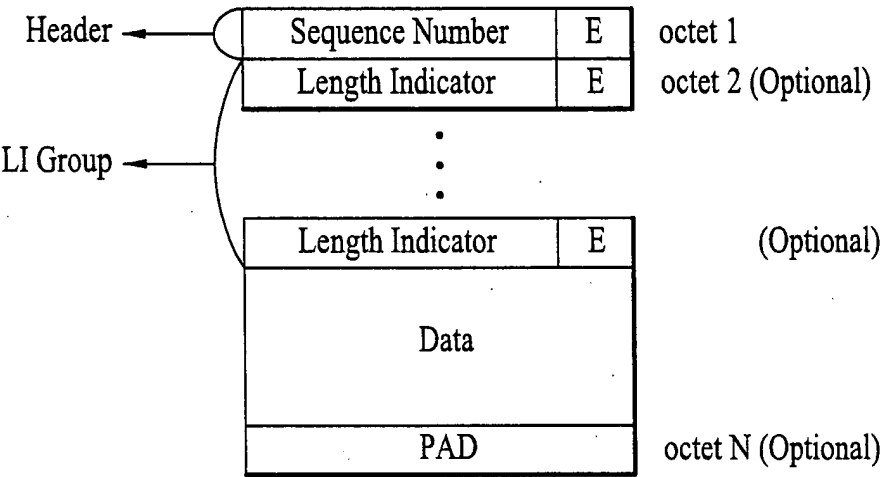 Header Sequence Number E octet 1
Length Indicator E octet 2 (Optional)
LI Group
Length Indicator E (Optional)
Data
PAD octet N (Optional)